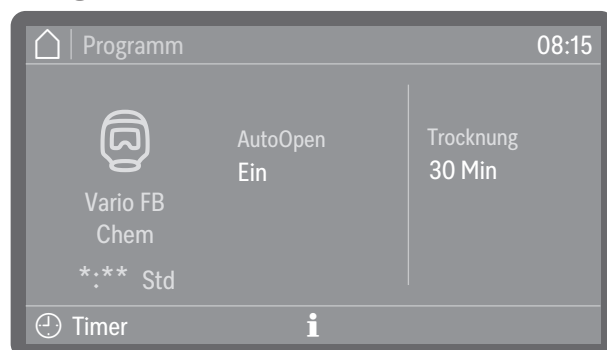 Programm
08:15
Vario FB
Chem
*:** Std
AutoOpen
Ein
Trocknung
30 Min
Timer
i